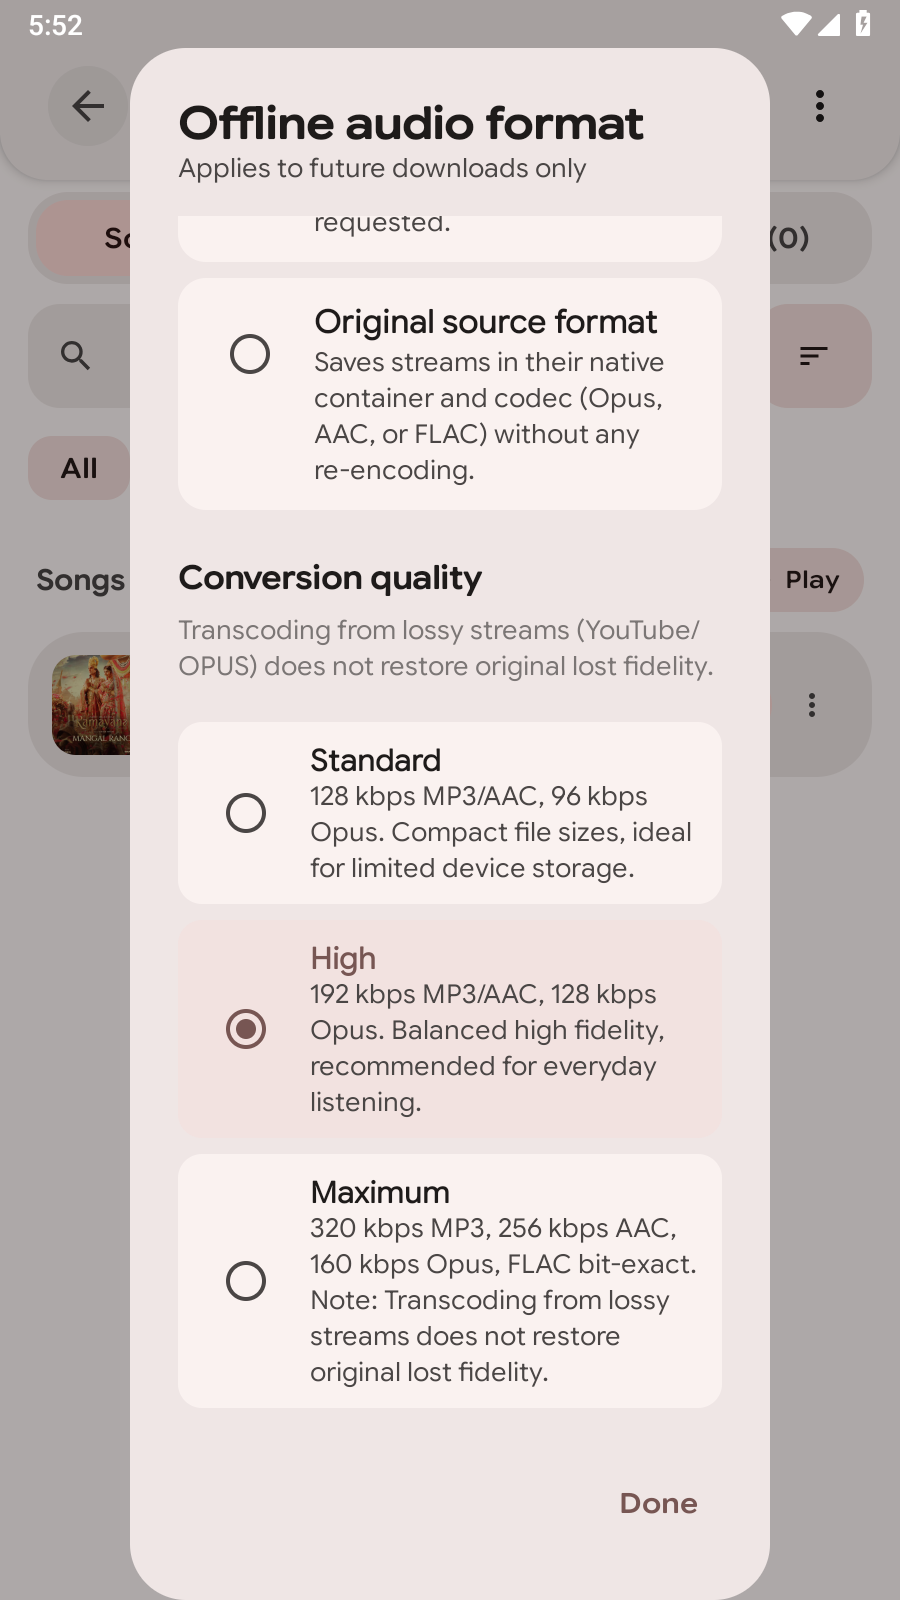 5:52
Offline audio format
Applies to future downloads only
requested.
So
(0)
Original source format
Saves streams in their native
container and codec (Opus,
AAC, or FLAC) without any
re-encoding.
All
Songs
Play
Conversion quality
Transcoding from lossy streams (YouTube/
OPUS) does not restore original lost fidelity.
Ramayana
MANGAL RANG
Standard
128 kbps MP3/AAC, 96 kbps
Opus. Compact file sizes, ideal
for limited device storage.
High
192 kbps MP3/AAC, 128 kbps
Opus. Balanced high fidelity,
recommended for everyday
listening.
Maximum
320 kbps MP3, 256 kbps AAC,
160 kbps Opus, FLAC bit-exact.
Note: Transcoding from lossy
streams does not restore
original lost fidelity.
Done